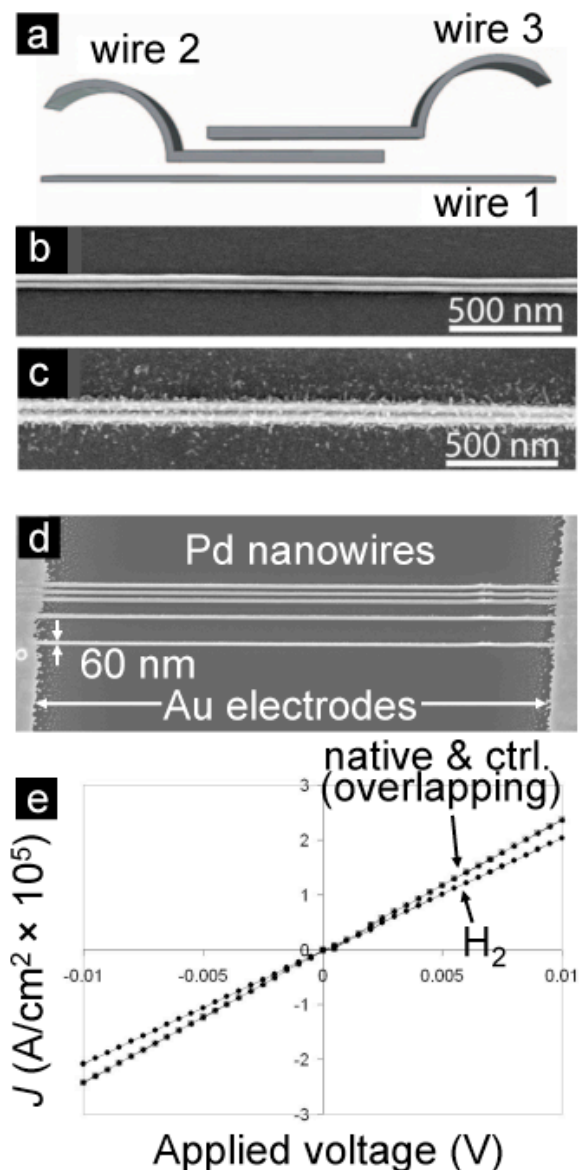 a
wire 2
wire 3
wire 1
b
500 nm
c
500 nm
d
Pd nanowires
60 nm
Au electrodes
e
native & ctrl.
(overlapping)
H₂
3
2
1
0
-1
-2
-3
-0.01
-0.005
0
0.005
0.01
J (A/cm² × 10⁵)
Applied voltage (V)